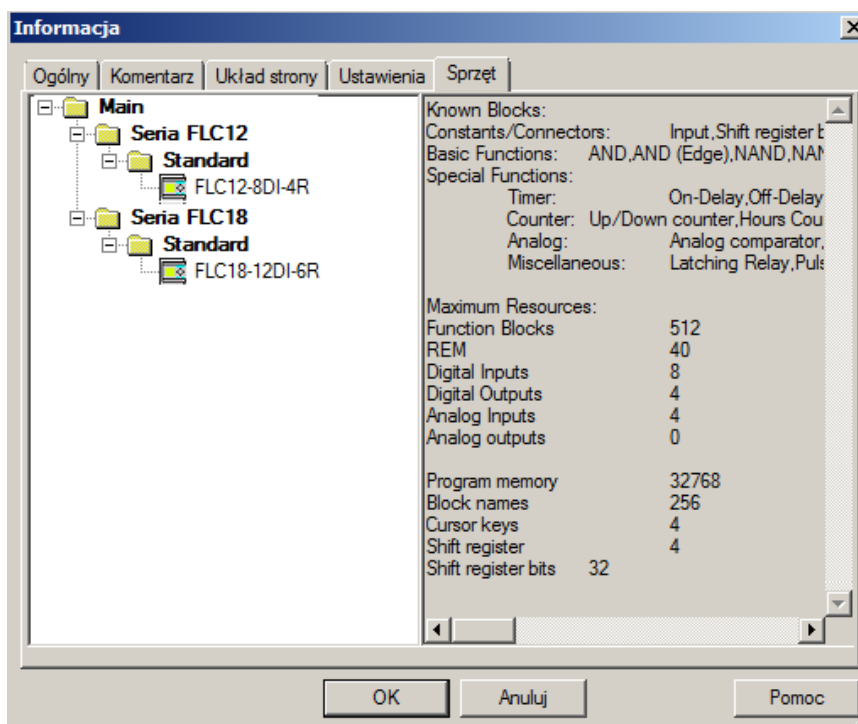 Informacja
Ogólny Komentarz Układ strony Ustawienia Sprzęt
Main
Seria FLC12
Standard
FLC12-8DI-4R
Seria FLC18
Standard
FLC18-12DI-6R
Known Blocks:
Constants/Connectors: Input,Shift register
Basic Functions: AND,AND (Edge),NAND,
Special Functions:
Timer: On-Delay,Off-Delay
Counter: Up/Down counter,Hours
Analog: Analog comparator,
Miscellaneous: Latching Relay,
Maximum Resources:
Function Blocks 512
REM 40
Digital Inputs 8
Digital Outputs 4
Analog Inputs 4
Analog outputs 0
Program memory 32768
Block names 256
Cursor keys 4
Shift register 4
Shift register bits 32
OK Anuluj Pomoc